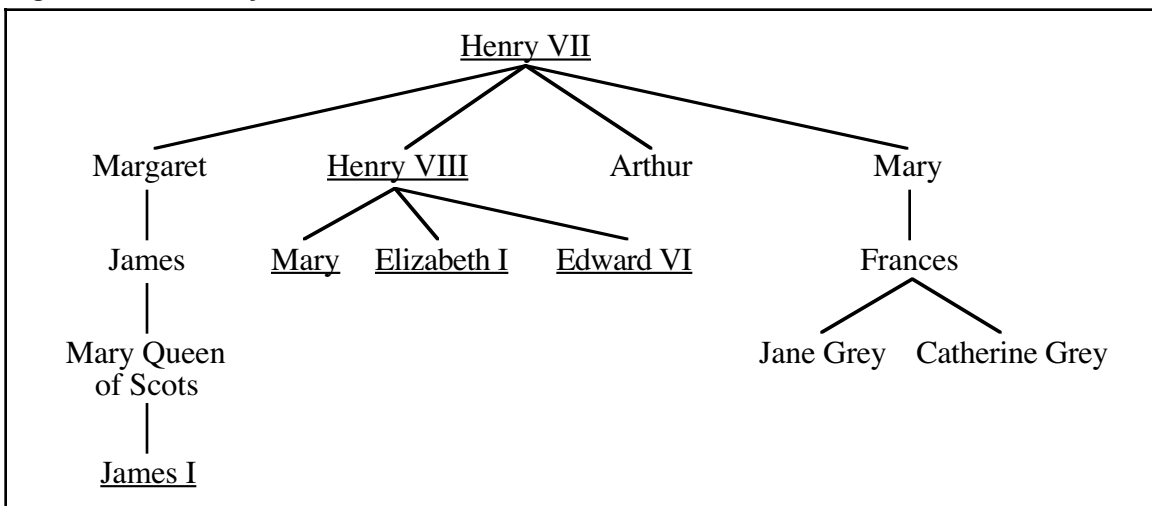 Henry VII
Margaret Henry VIII Arthur Mary
James Mary Elizabeth I Edward VI Frances
Mary Queen
of Scots
Jane Grey Catherine Grey
James I